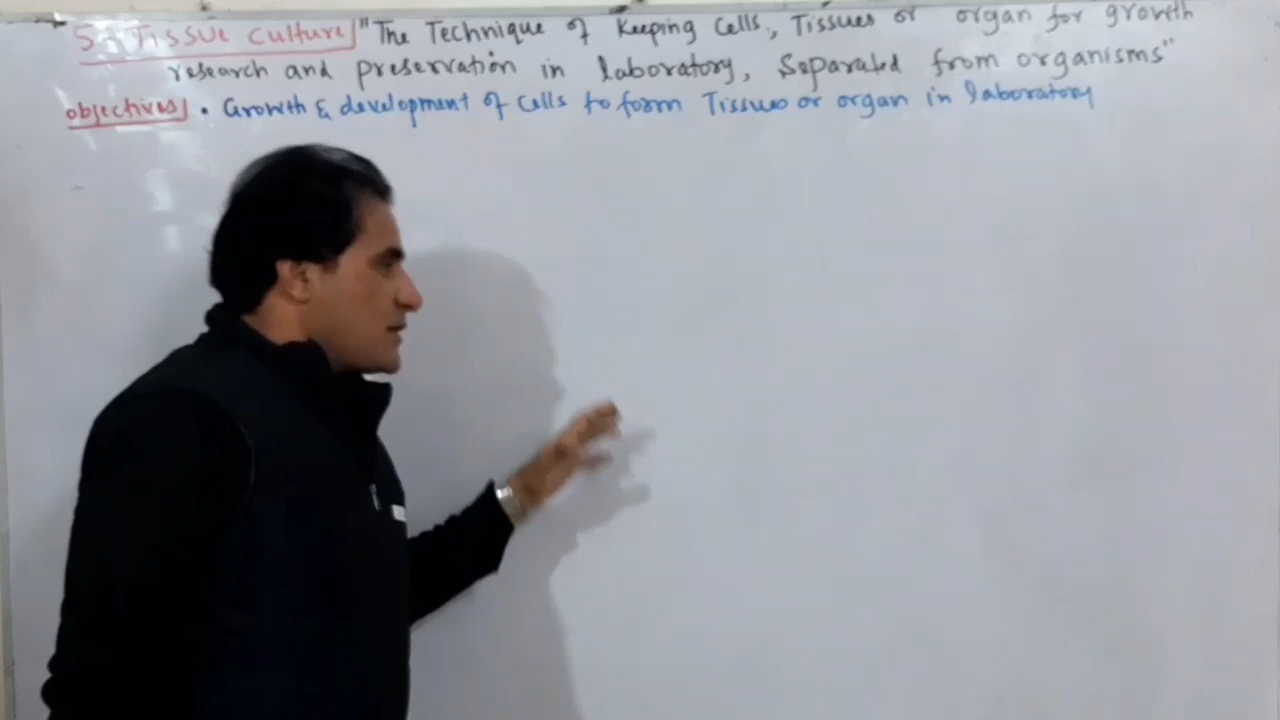 5- Tissue culture "The Technique of Keeping Cells, Tissues or organ for growth
research and preservation in laboratory, Separated from organisms"
objectives • Growth & development of Cells to form Tissues or organ in laboratory